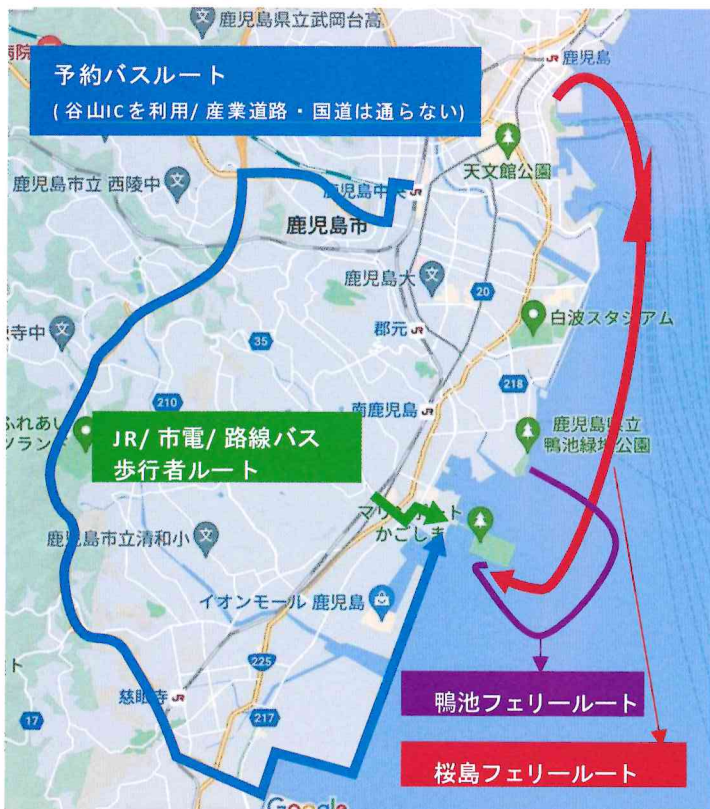 鹿児島県立武岡台高
病院
鹿児島
予約バスルート
(谷山ICを利用/ 産業道路・国道は通らない)
天文館公園
鹿児島市立 西陵中
鹿児島中央
鹿児島市
鹿児島大
20
白波スタジアム
寺中
35
郡元
218
210
南鹿児島
ふれあい
ランド
JR/ 市電/ 路線バス
歩行者ルート
鹿児島県立
鴨池緑地公園
マリンポート
かごしま
鹿児島市立清和小
イオンモール 鹿児島
225
慈眼寺
17
217
鴨池フェリールート
桜島フェリールート
Google